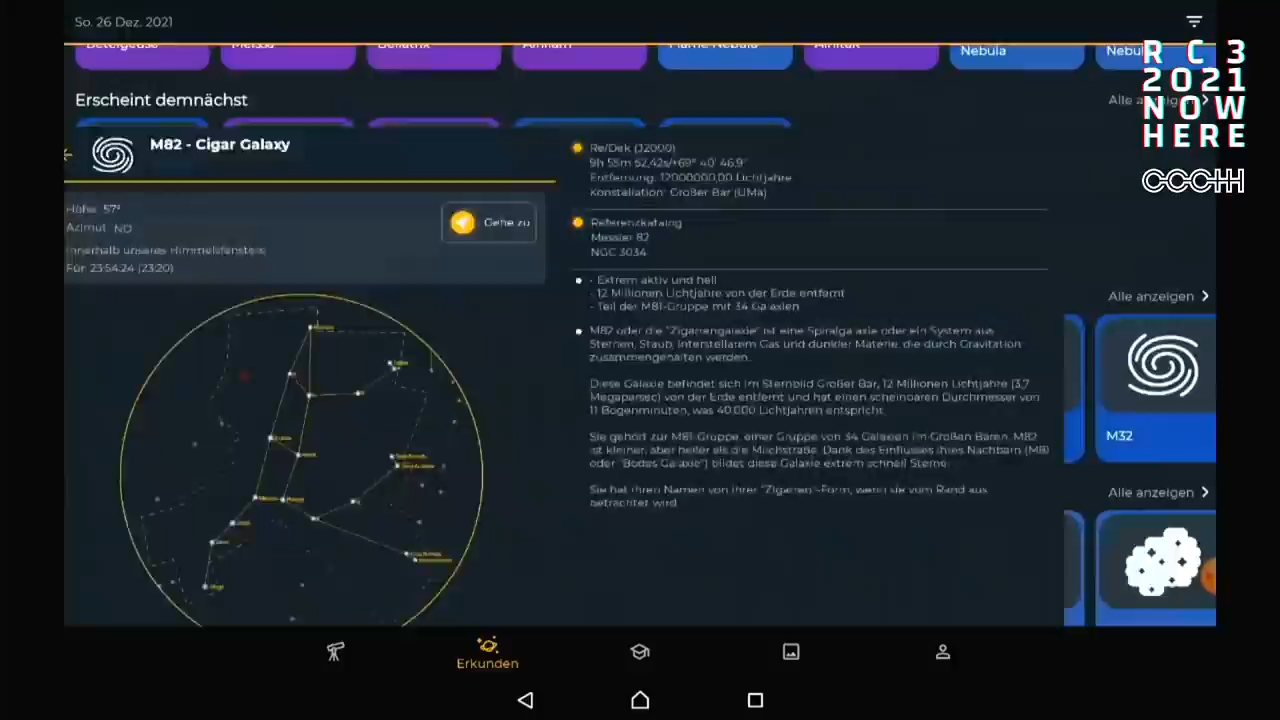 So. 26 Dez. 2021
Nebula
Erscheint demnächst
Alle anzeigen
RC3
2021
NOW
HERE
CCCHH
M82 - Cigar Galaxy
Höhe 57°
Azimut NO
Innerhalb unseres Himmelsfensters
Für 23:54:24 (23:20)
Gehe zu
Re/Dek (J2000)
9h 55m 52,42s/+69° 40' 46,9"
Entfernung: 12000000,00 Lichtjahre
Konstellation: Großer Bär (UMa)
Referenzkatalog
Messier 82
NGC 3034
- Extrem aktiv und hell
- 12 Millionen Lichtjahre von der Erde entfernt
- Teil der M81-Gruppe mit 34 Galaxien
M82 oder die "Zigarrengalaxie" ist eine Spiralgalaxie oder ein System aus
Sternen, Staub, interstellarem Gas und dunkler Materie, die durch Gravitation
zusammengehalten werden.
Diese Galaxie befindet sich im Sternbild Großer Bär, 12 Millionen Lichtjahre (3,7
Megaparsec) von der Erde entfernt und hat einen scheinbaren Durchmesser von
11 Bogenminuten, was 40.000 Lichtjahren entspricht.
Sie gehört zur M81-Gruppe, einer Gruppe von 34 Galaxien im Großen Bären. M82
ist kleiner, aber heller als die Milchstraße. Dank des Einflusses ihres Nachbarn (M81
oder "Bodes Galaxie") bildet diese Galaxie extrem schnell Sterne.
Sie hat ihren Namen von ihrer "Zigarren"-Form, wenn sie vom Rand aus
betrachtet wird.
Alle anzeigen
M32
Alle anzeigen
Erkunden